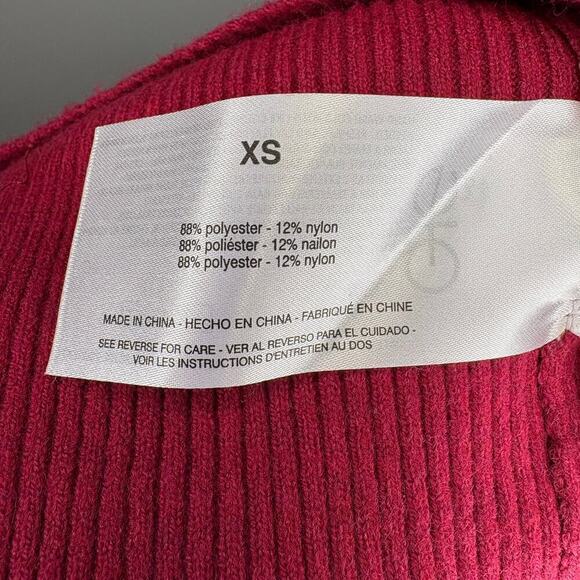 XS
88% polyester - 12% nylon
88% poliéster - 12% nailon
88% polyester - 12% nylon
MADE IN CHINA - HECHO EN CHINA - FABRIQUÉ EN CHINE
SEE REVERSE FOR CARE - VER AL REVERSO PARA EL CUIDADO -
VOIR LES INSTRUCTIONS D'ENTRETIEN AU DOS